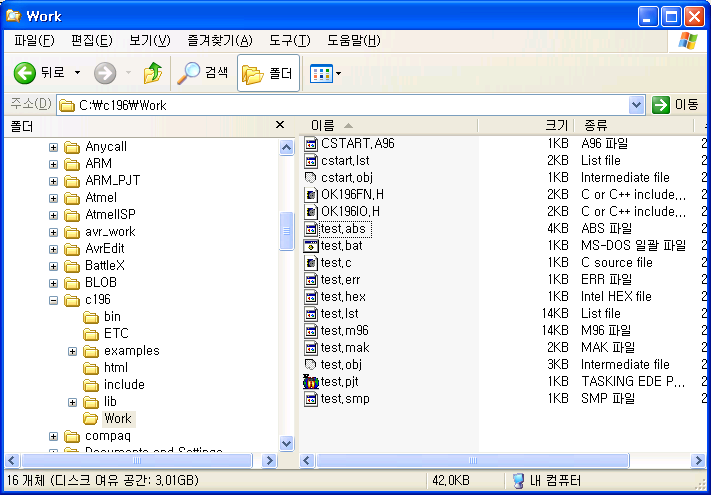 Work
파일(F) 편집(E) 보기(V) 즐겨찾기(A) 도구(T) 도움말(H)
뒤로 검색 폴더
주소(D) C:\c196\Work 이동
폴더
Anycall
ARM
ARM_PJT
Atmel
AtmelISP
avr_work
AvrEdit
BattleX
BLOB
c196
bin
ETC
examples
html
include
lib
Work
compaq
Documents and Settings
이름 크기 종류
CSTART.A96 1KB A96 파일 2
cstart.lst 2KB List file 2
cstart.obj 1KB Intermediate file 2
OK196FN.H 2KB C or C++ include... 2
OK196IO.H 2KB C or C++ include... 2
test.abs 4KB ABS 파일 2
test.bat 1KB MS-DOS 일괄 파일 2
test.c 1KB C source file 2
test.err 1KB ERR 파일 2
test.hex 1KB Intel HEX file 2
test.lst 14KB List file 2
test.m96 14KB M96 파일 2
test.mak 2KB MAK 파일 2
test.obj 3KB Intermediate file 2
test.pjt 1KB TASKING EDE P... 2
test.smp 1KB SMP 파일 2
16 개체 (디스크 여유 공간: 3.01GB) 42.0KB 내 컴퓨터